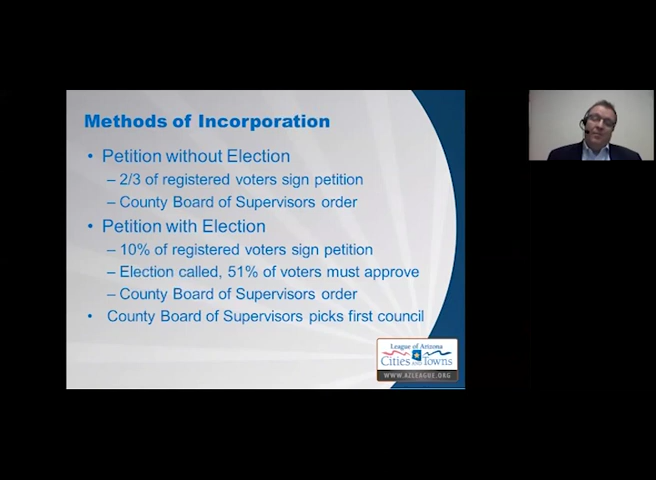 Methods of Incorporation
• Petition without Election
– 2/3 of registered voters sign petition
– County Board of Supervisors order
• Petition with Election
– 10% of registered voters sign petition
– Election called, 51% of voters must approve
– County Board of Supervisors order
• County Board of Supervisors picks first council
League of Arizona
Cities AND Towns
WWW.AZLEAGUE.ORG